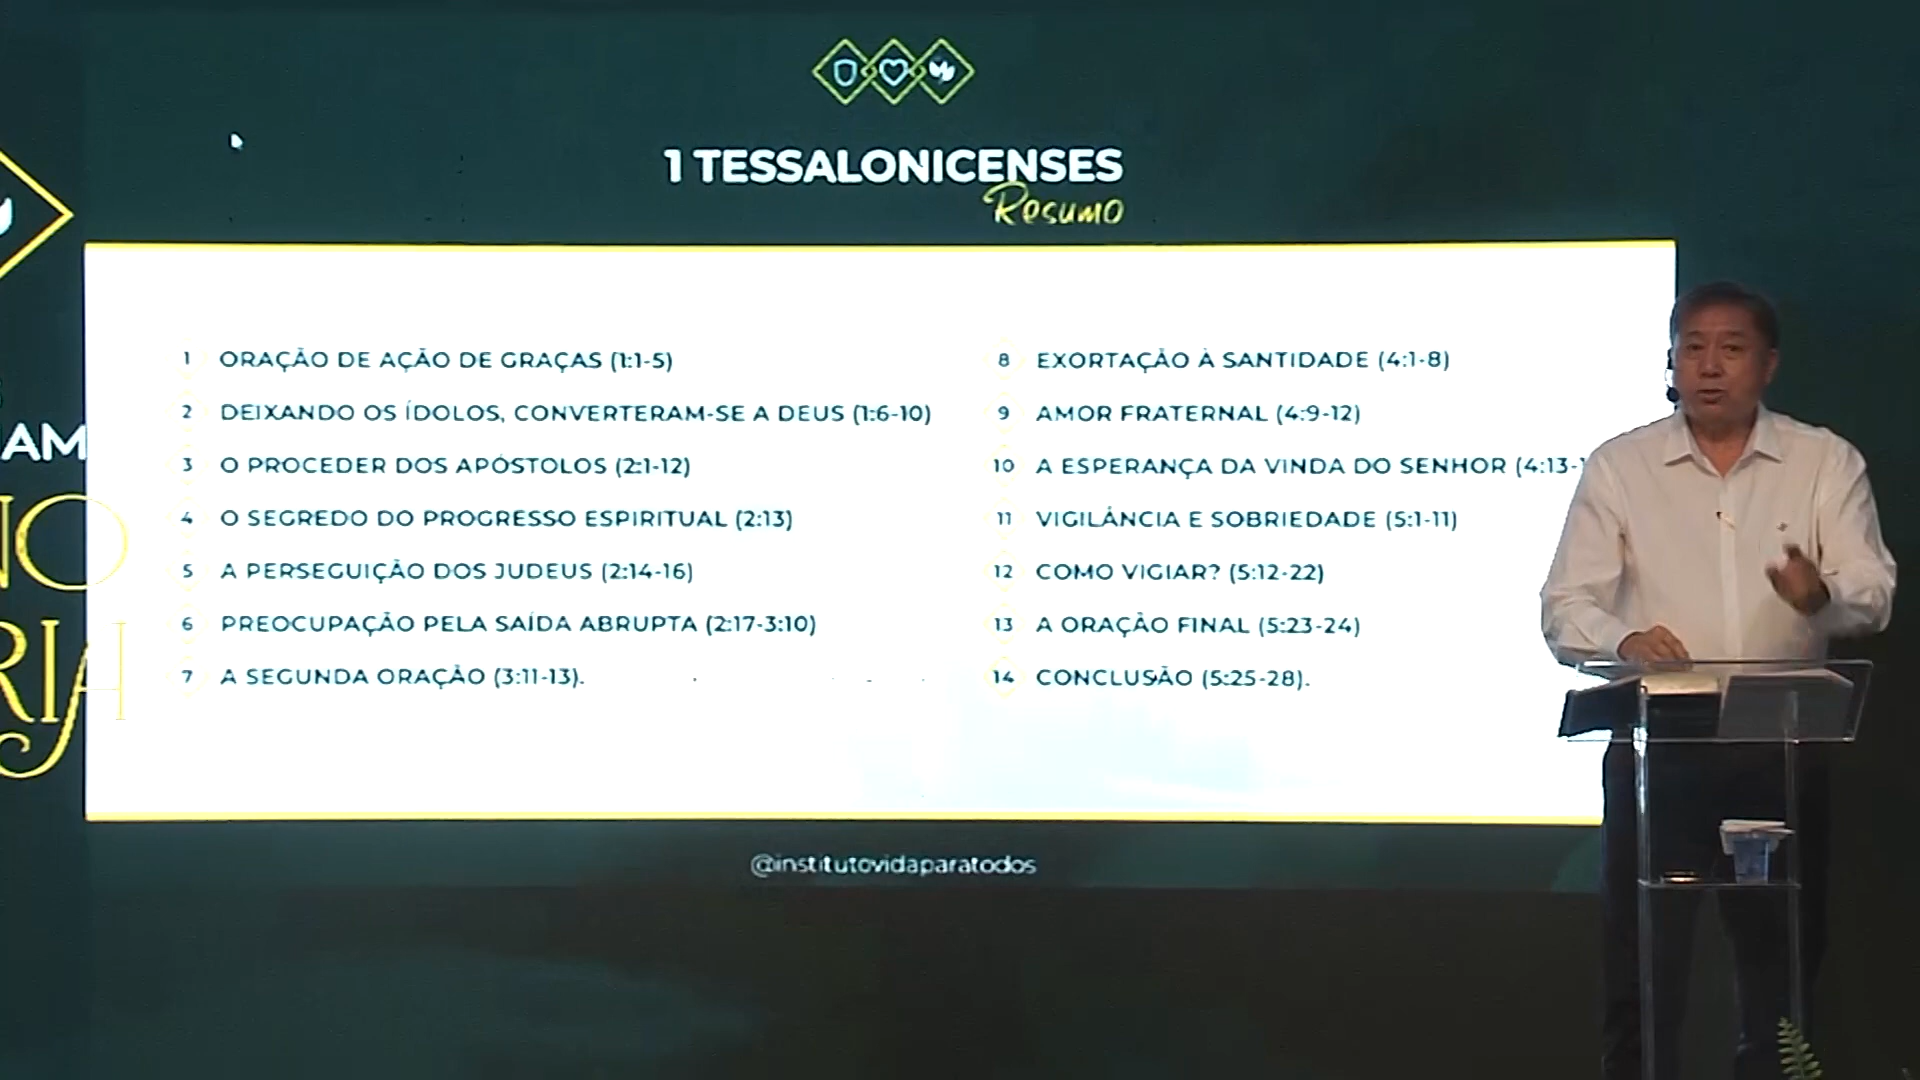 1 TESSALONICENSES
Resumo
1 ORAÇÃO DE AÇÃO DE GRAÇAS (1:1-5)
2 DEIXANDO OS ÍDOLOS, CONVERTERAM-SE A DEUS (1:6-10)
3 O PROCEDER DOS APÓSTOLOS (2:1-12)
4 O SEGREDO DO PROGRESSO ESPIRITUAL (2:13)
5 A PERSEGUIÇÃO DOS JUDEUS (2:14-16)
6 PREOCUPAÇÃO PELA SAÍDA ABRUPTA (2:17-3:10)
7 A SEGUNDA ORAÇÃO (3:11-13).
8 EXORTAÇÃO À SANTIDADE (4:1-8)
9 AMOR FRATERNAL (4:9-12)
10 A ESPERANÇA DA VINDA DO SENHOR (4:13-
11 VIGILÂNCIA E SOBRIEDADE (5:1-11)
12 COMO VIGIAR? (5:12-22)
13 A ORAÇÃO FINAL (5:23-24)
14 CONCLUSÃO (5:25-28).
@institutovidaparatodos